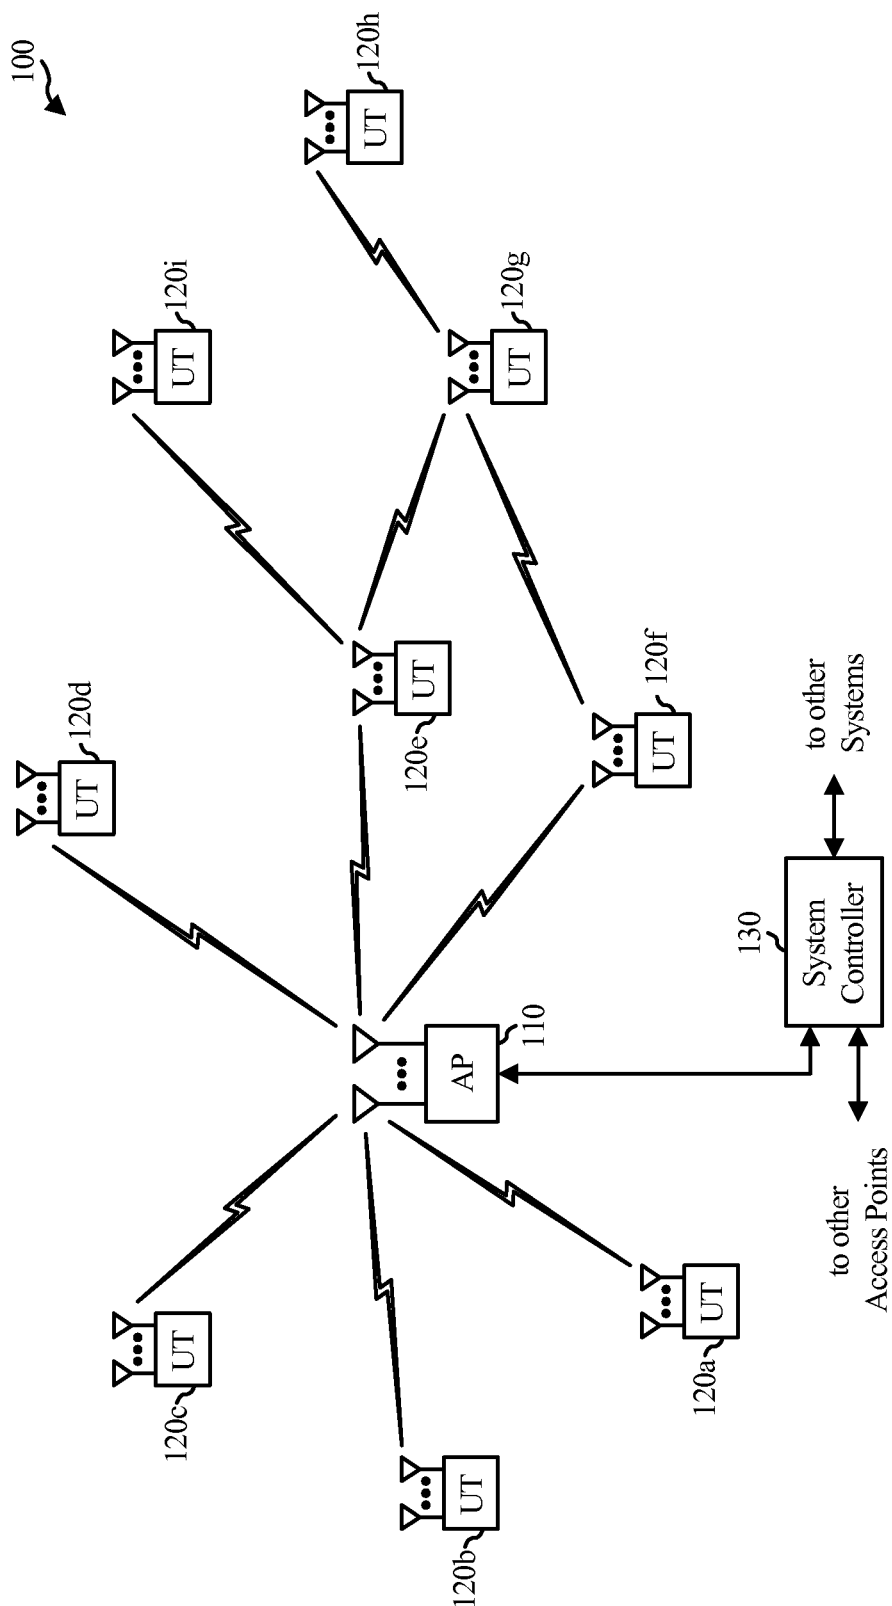 100
UT
120d
UT
120i
UT
120h
UT
120c
UT
120e
UT
120g
UT
120b
AP
110
UT
120f
UT
120a
130
System
Controller
to other
Systems
to other
Access Points